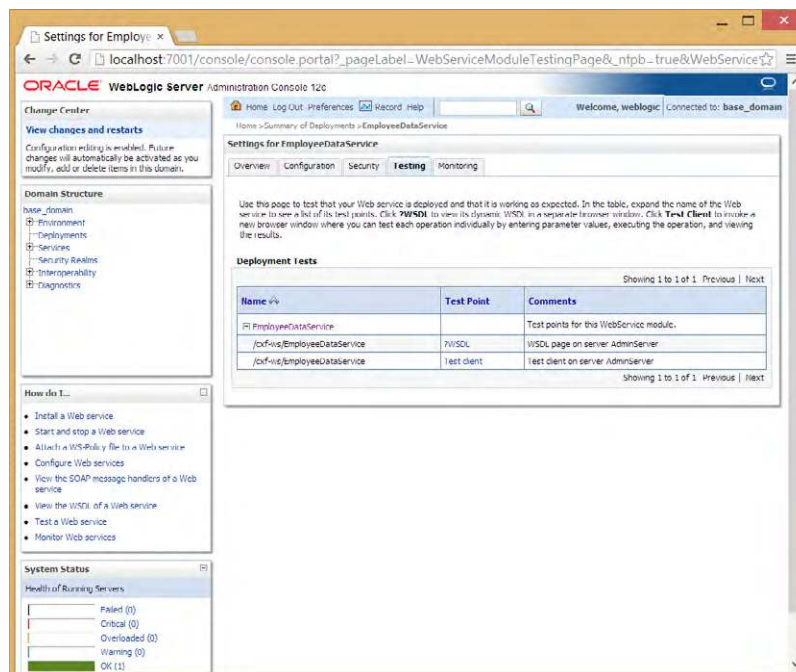 Settings for Employe ×
localhost:7001/console/console.portal?_pageLabel=WebServiceModuleTestingPage&_nfpb=true&WebService
ORACLE WebLogic Server Administration Console 12c
Change Center
View changes and restarts
Configuration editing is enabled. Future
changes will automatically be activated as you
modify, add or delete items in this domain.
Domain Structure
base_domain
Environment
Deployments
Services
Security Realms
Interoperability
Diagnostics
How do I...
Install a Web service
Start and stop a Web service
Attach a WS-Policy file to a Web service
Configure Web services
View the SOAP message handlers of a Web
service
View the WSDL of a Web service
Test a Web service
Monitor Web services
System Status
Health of Running Servers
Failed (0)
Critical (0)
Overloaded (0)
Warning (0)
OK (1)
Home Log Out Preferences Record Help
Welcome, weblogic Connected to: base_domain
Home >Summary of Deployments >EmployeeDataService
Settings for EmployeeDataService
Overview Configuration Security Testing Monitoring
Use this page to test that your Web service is deployed and that it is working as expected. In the table, expand the name of the Web
service to see a list of its test points. Click ?WSDL to view its dynamic WSDL in a separate browser window. Click Test Client to invoke a
new browser window where you can test each operation individually by entering parameter values, executing the operation, and viewing
the results.
Deployment Tests
Showing 1 to 1 of 1 Previous | Next
Name Test Point Comments
EmployeeDataService Test points for this WebService module.
/cxf-ws/EmployeeDataService ?WSDL WSDL page on server AdminServer
/cxf-ws/EmployeeDataService Test client Test client on server AdminServer
Showing 1 to 1 of 1 Previous | Next